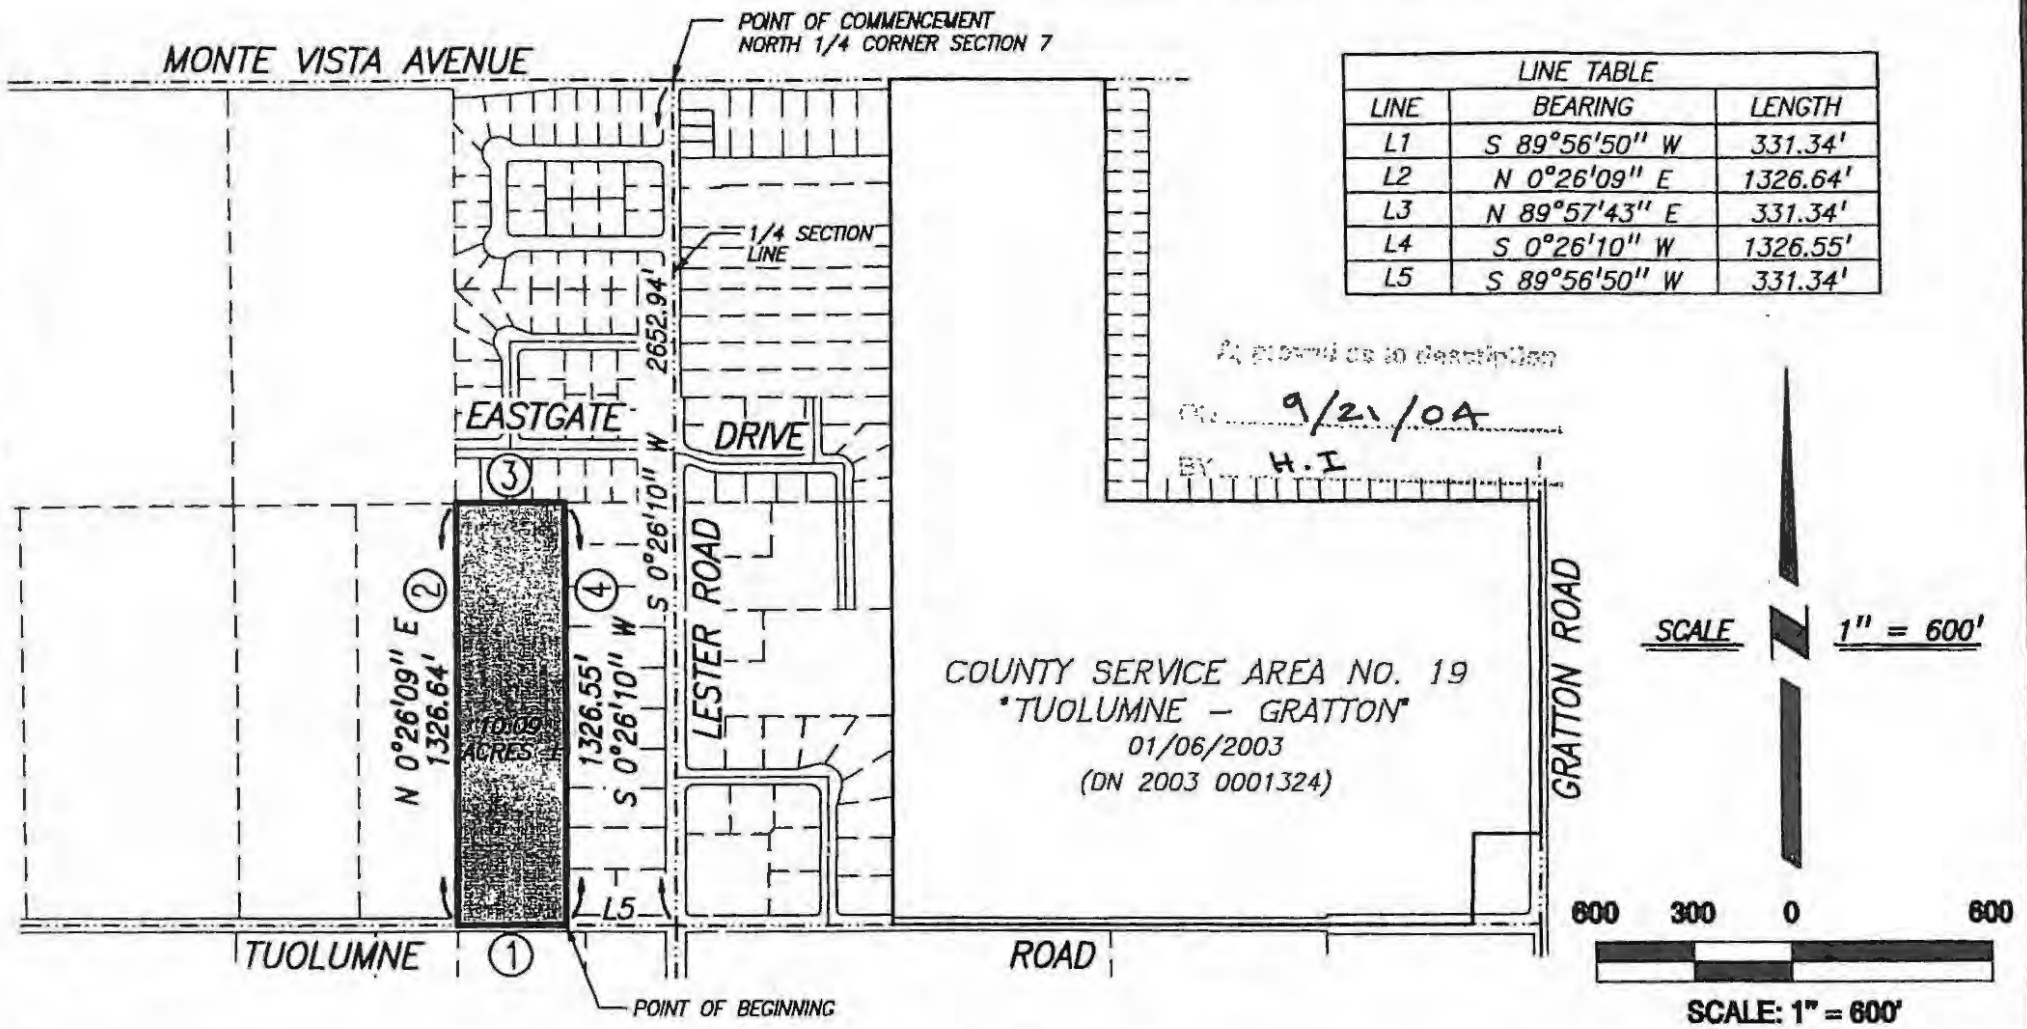 POINT OF COMMENCEMENT
NORTH 1/4 CORNER SECTION 7
MONTE VISTA AVENUE
LINE TABLE
LINE BEARING LENGTH
L1 S 89°56'50" W 331.34'
L2 N 0°26'09" E 1326.64'
L3 N 89°57'43" E 331.34'
L4 S 0°26'10" W 1326.55'
L5 S 89°56'50" W 331.34'
1/4 SECTION
LINE
S 0°26'10" W 2652.94'
Approved as to description
9/21/04
BY H.I
EASTGATE DRIVE
3
2
4
N 0°26'09" E
1326.64'
10.09
ACRES
1326.55'
S 0°26'10" W
LESTER ROAD
COUNTY SERVICE AREA NO. 19
"TUOLUMNE - GRATTON"
01/06/2003
(DN 2003 0001324)
GRATTON ROAD
SCALE 1" = 600'
L5
TUOLUMNE ROAD
1
POINT OF BEGINNING
600 300 0 600
SCALE: 1" = 600'